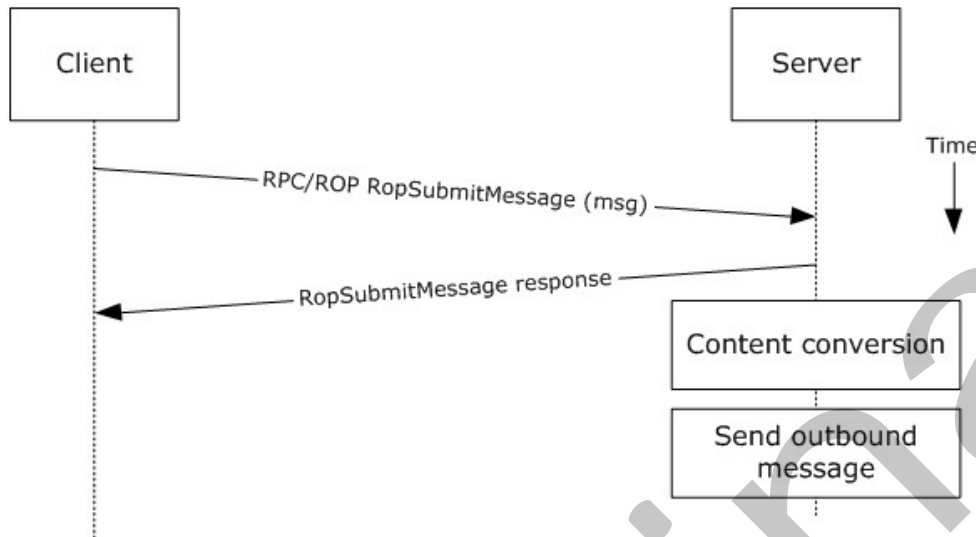 Client
Server
Time
RPC/ROP RopSubmitMessage (msg)
RopSubmitMessage response
Content conversion
Send outbound
message